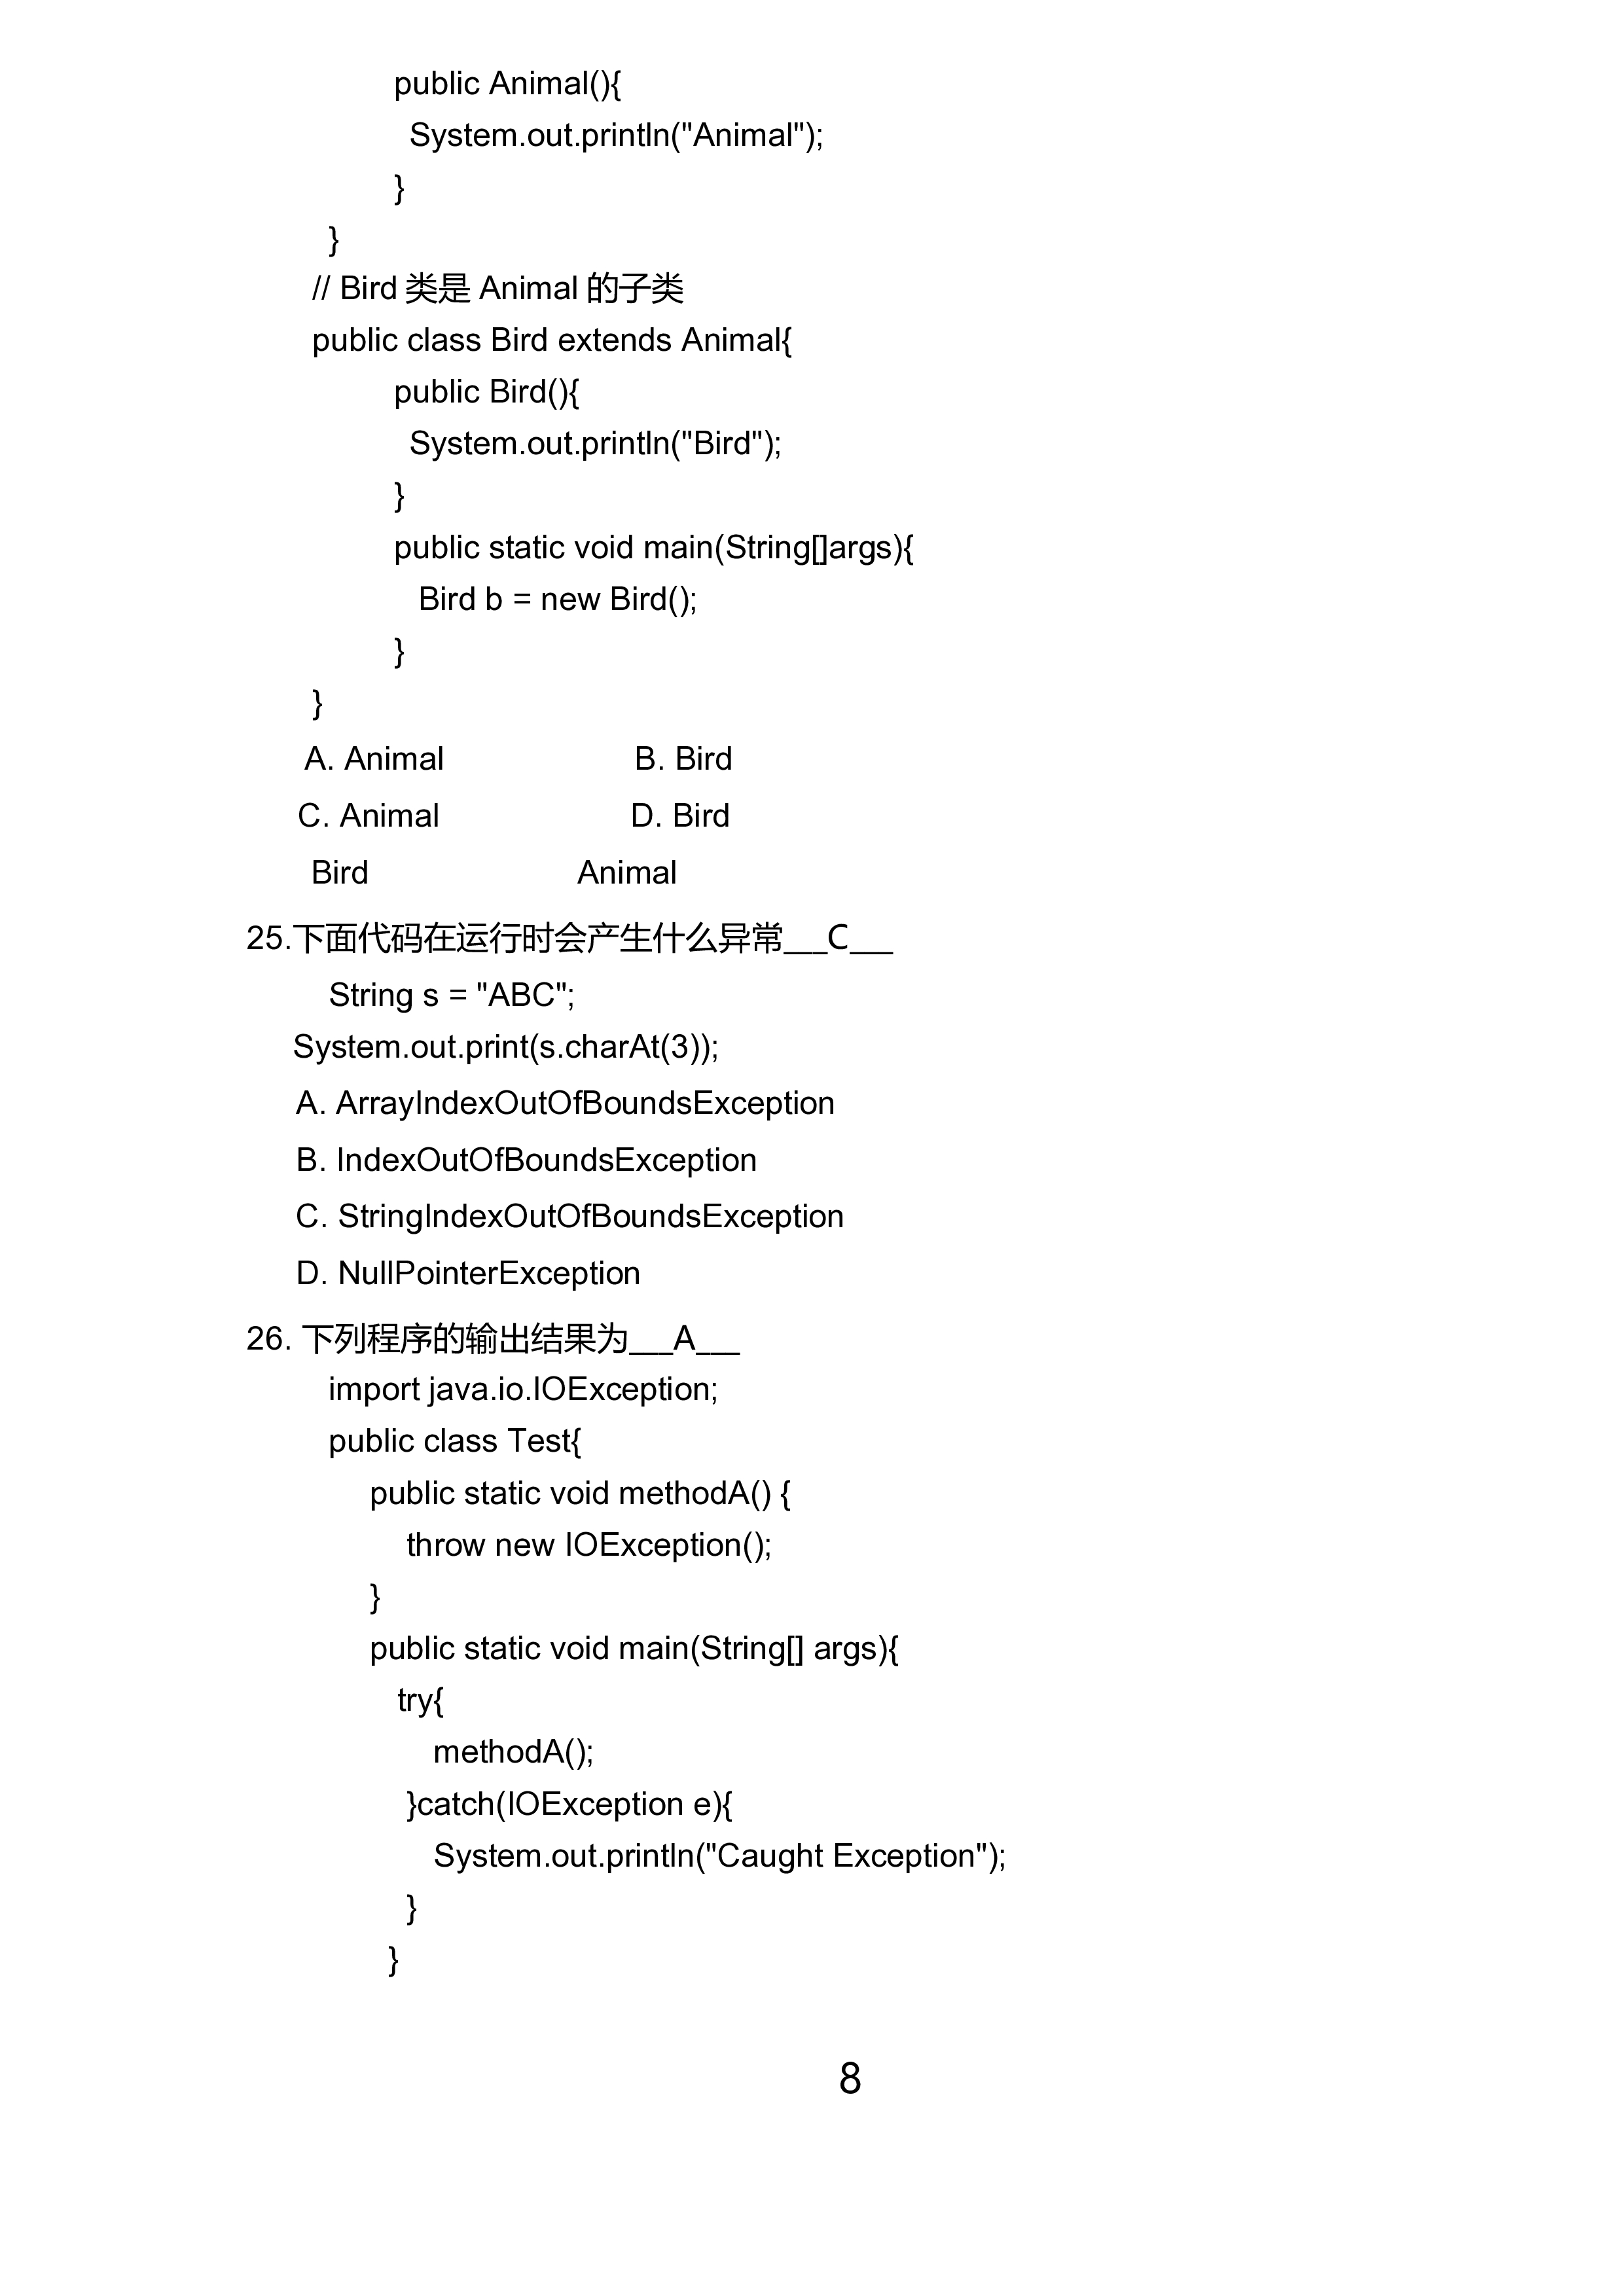 public Animal(){
System.out.println("Animal");
}
}
// Bird 类是 Animal 的子类
public class Bird extends Animal{
public Bird(){
System.out.println("Bird");
}
public static void main(String[]args){
Bird b = new Bird();
}
}
A. Animal B. Bird
C. Animal D. Bird
Bird Animal
25.下面代码在运行时会产生什么异常___C___
String s = "ABC";
System.out.print(s.charAt(3));
A. ArrayIndexOutOfBoundsException
B. IndexOutOfBoundsException
C. StringIndexOutOfBoundsException
D. NullPointerException
26. 下列程序的输出结果为___A___
import java.io.IOException;
public class Test{
public static void methodA() {
throw new IOException();
}
public static void main(String[] args){
try{
methodA();
}catch(IOException e){
System.out.println("Caught Exception");
}
}
8